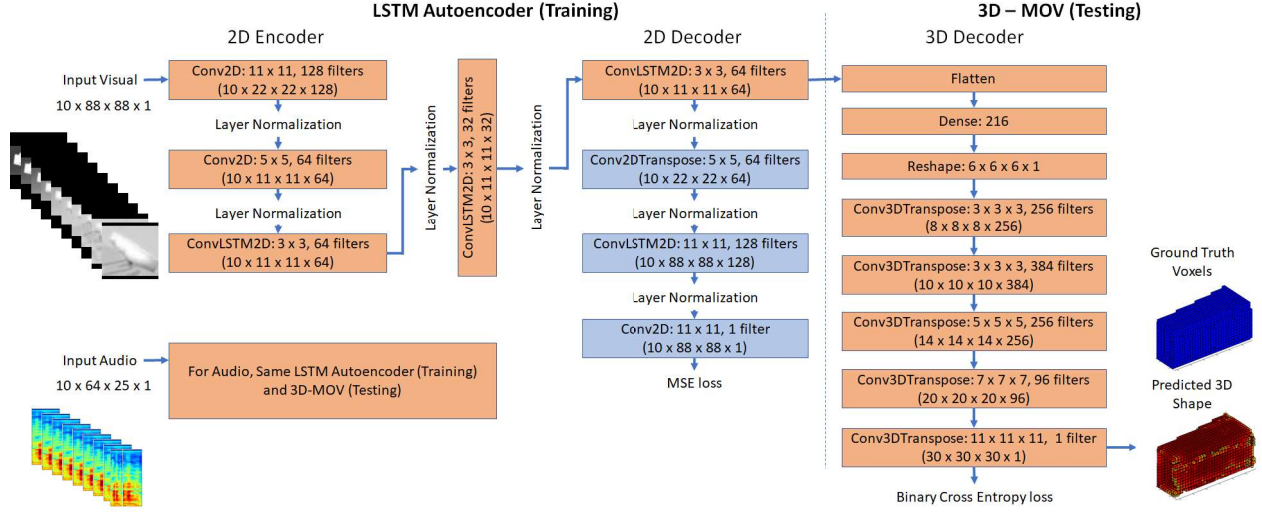 LSTM Autoencoder (Training)
3D – MOV (Testing)
2D Encoder
2D Decoder
3D Decoder
Input Visual
10 x 88 x 88 x 1
Conv2D: 11 x 11, 128 filters
(10 x 22 x 22 x 128)
Layer Normalization
Conv2D: 5 x 5, 64 filters
(10 x 11 x 11 x 64)
Layer Normalization
ConvLSTM2D: 3 x 3, 64 filters
(10 x 11 x 11 x 64)
Layer Normalization
ConvLSTM2D: 3 x 3, 32 filters
(10 x 11 x 11 x 32)
Layer Normalization
ConvLSTM2D: 3 x 3, 64 filters
(10 x 11 x 11 x 64)
Layer Normalization
Conv2DTranspose: 5 x 5, 64 filters
(10 x 22 x 22 x 64)
Layer Normalization
ConvLSTM2D: 11 x 11, 128 filters
(10 x 88 x 88 x 128)
Layer Normalization
Conv2D: 11 x 11, 1 filter
(10 x 88 x 88 x 1)
MSE loss
Flatten
Dense: 216
Reshape: 6 x 6 x 6 x 1
Conv3DTranspose: 3 x 3 x 3, 256 filters
(8 x 8 x 8 x 256)
Conv3DTranspose: 3 x 3 x 3, 384 filters
(10 x 10 x 10 x 384)
Conv3DTranspose: 5 x 5 x 5, 256 filters
(14 x 14 x 14 x 256)
Conv3DTranspose: 7 x 7 x 7, 96 filters
(20 x 20 x 20 x 96)
Conv3DTranspose: 11 x 11 x 11, 1 filter
(30 x 30 x 30 x 1)
Binary Cross Entropy loss
Ground Truth
Voxels
Predicted 3D
Shape
Input Audio
10 x 64 x 25 x 1
For Audio, Same LSTM Autoencoder (Training)
and 3D-MOV (Testing)